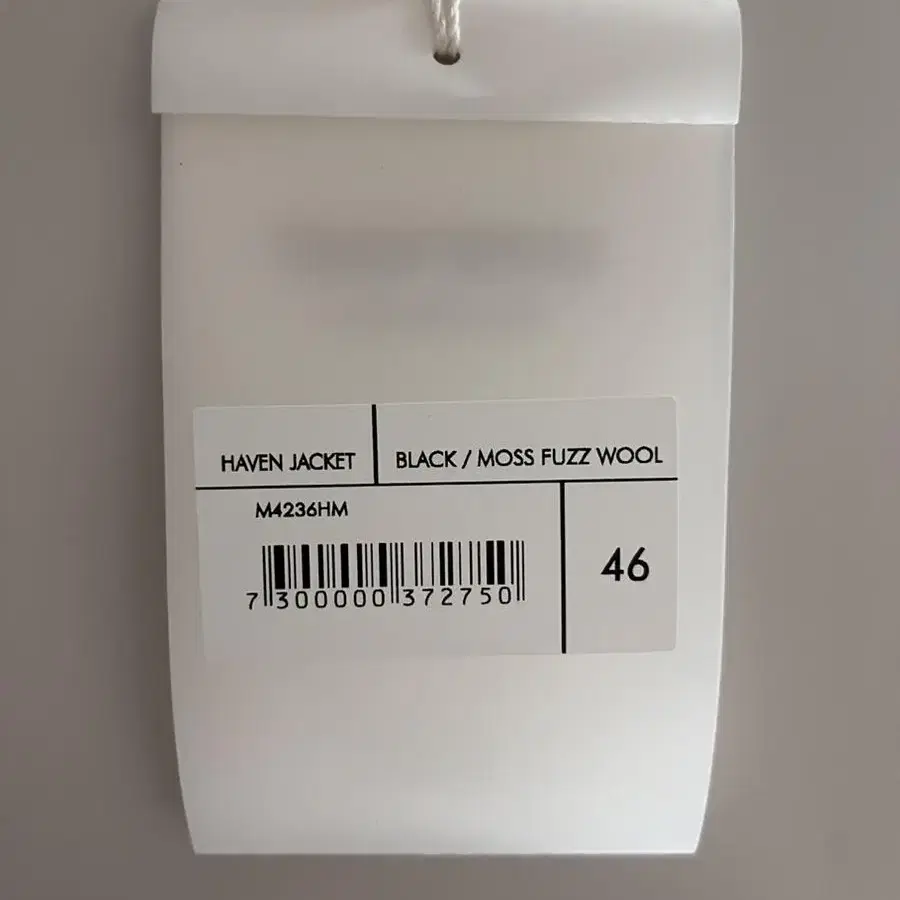 HAVEN JACKET
BLACK / MOSS FUZZ WOOL
M4236HM
46
7 300000 372750